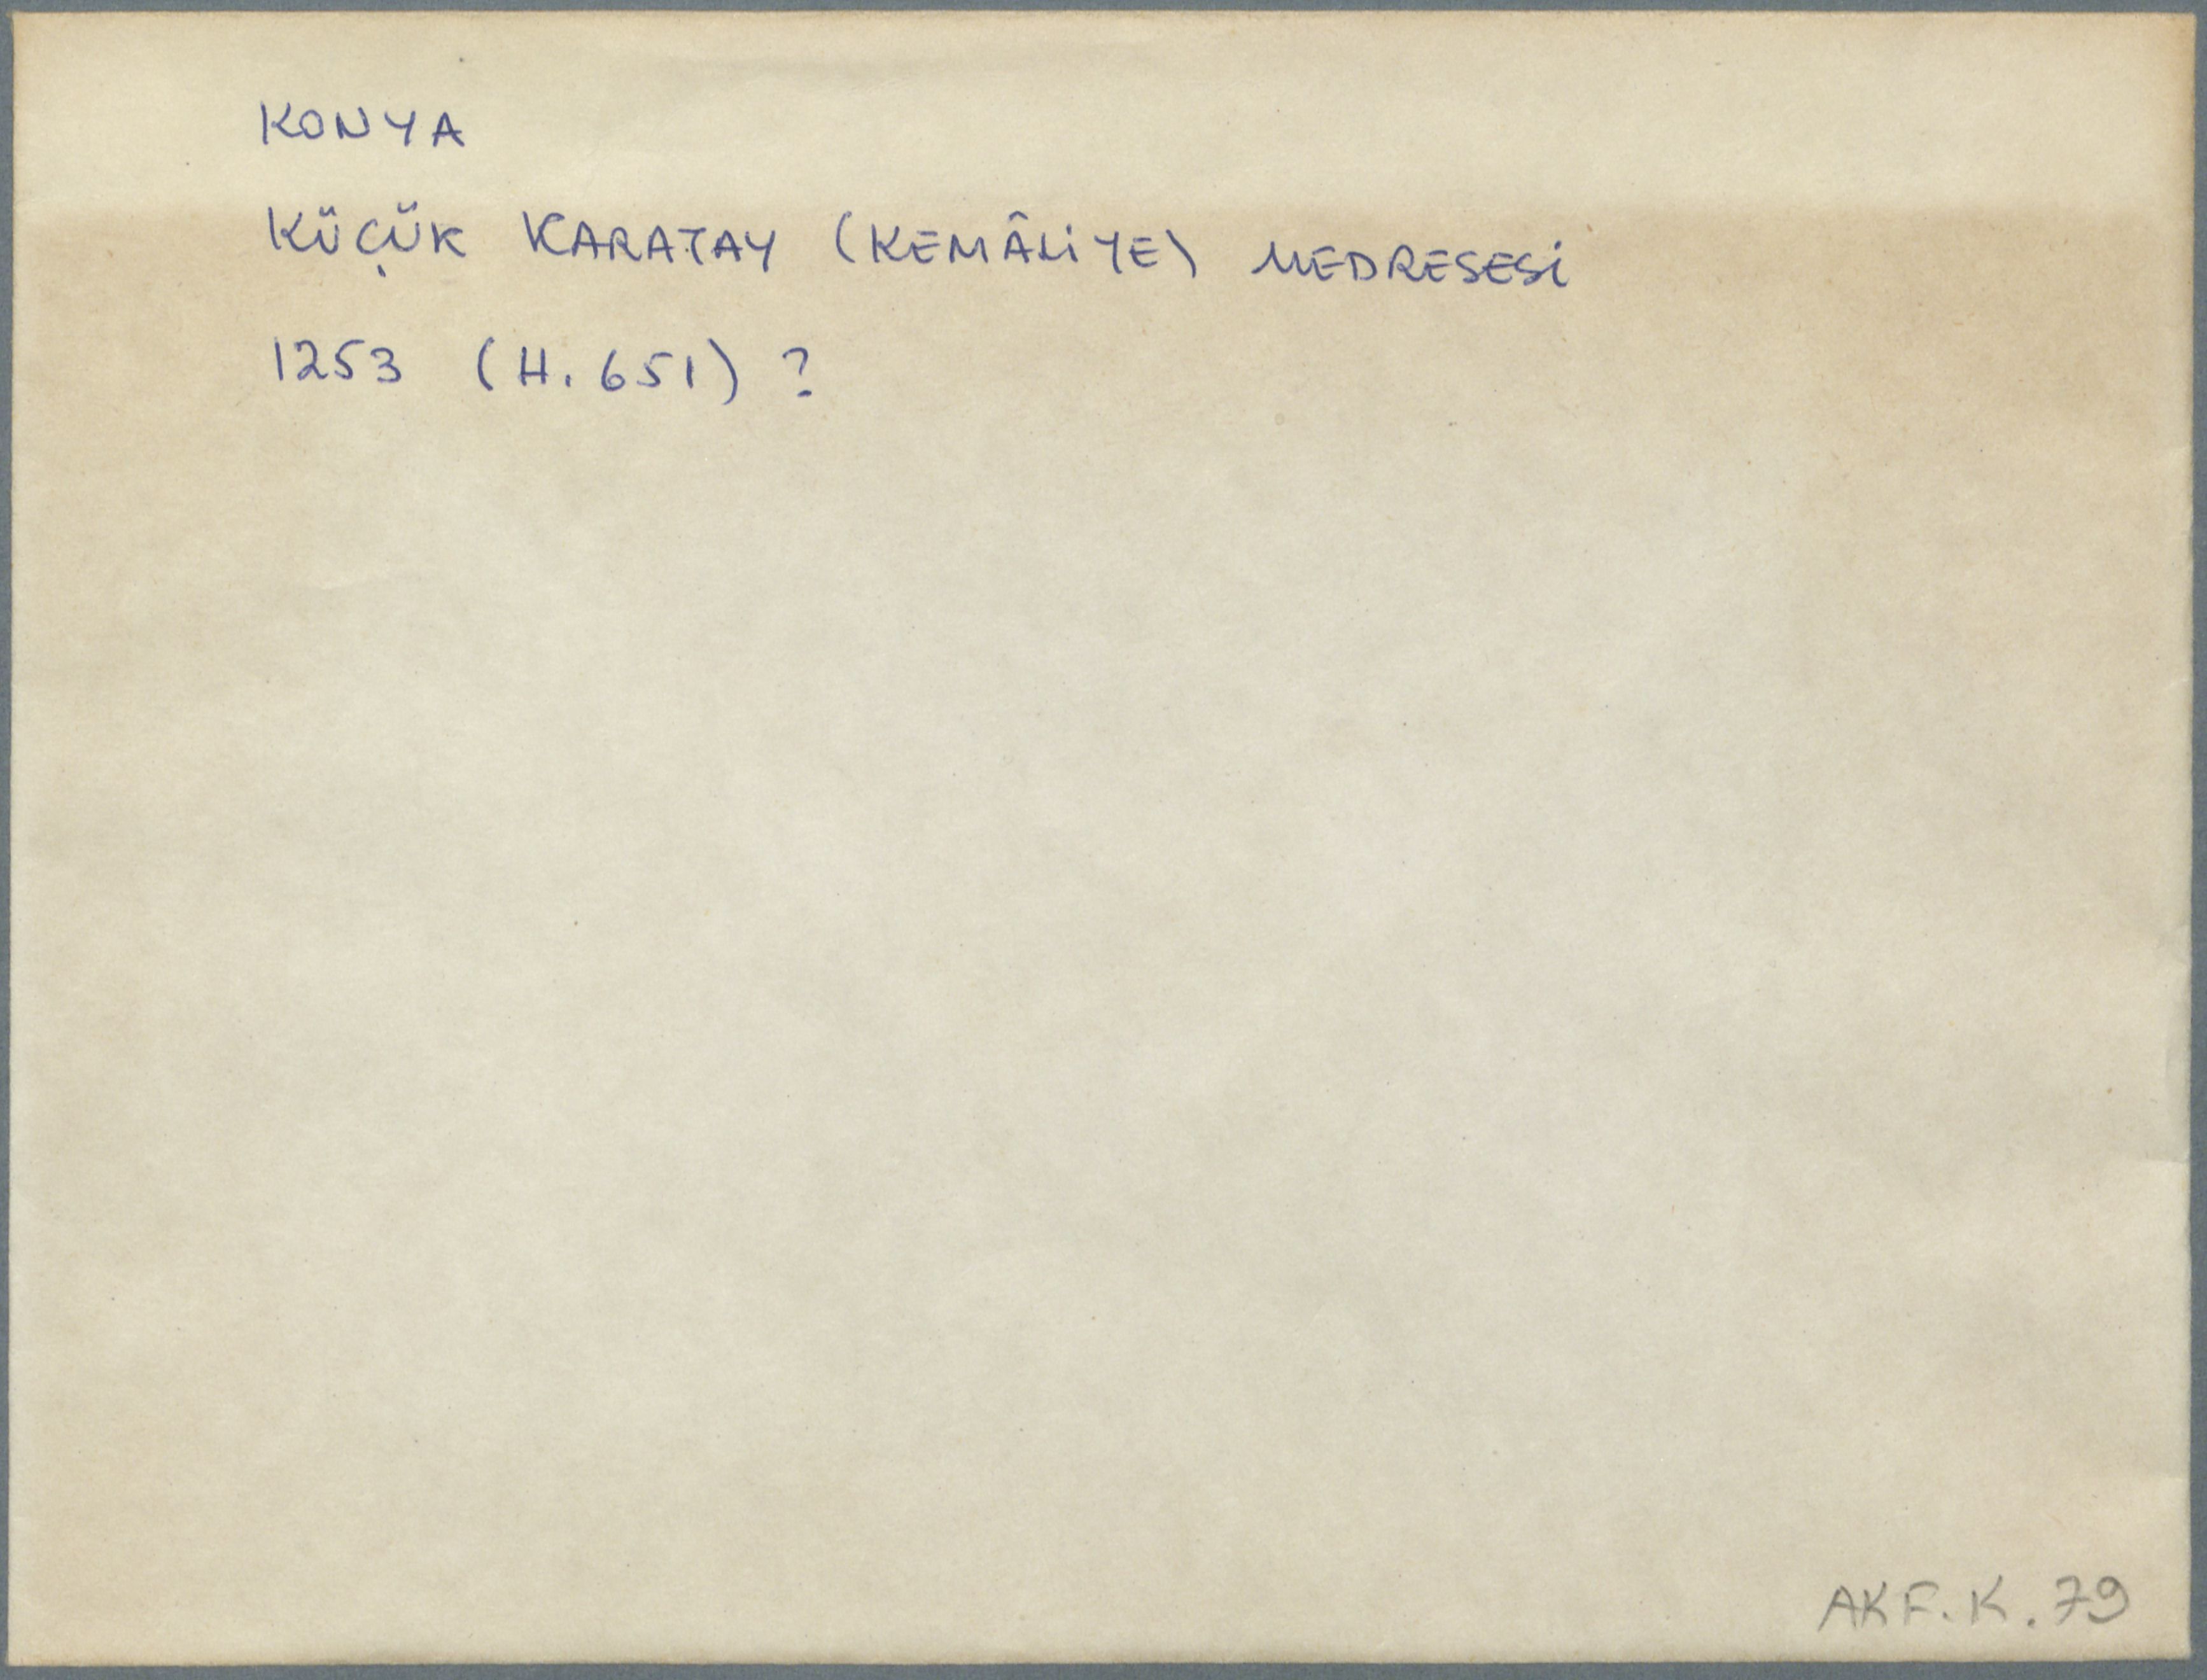 KONYA
KÜÇÜK KARATAY (KEMÂLİYE) MEDRESESİ
1253 (H. 651) ?
AKF.K.79